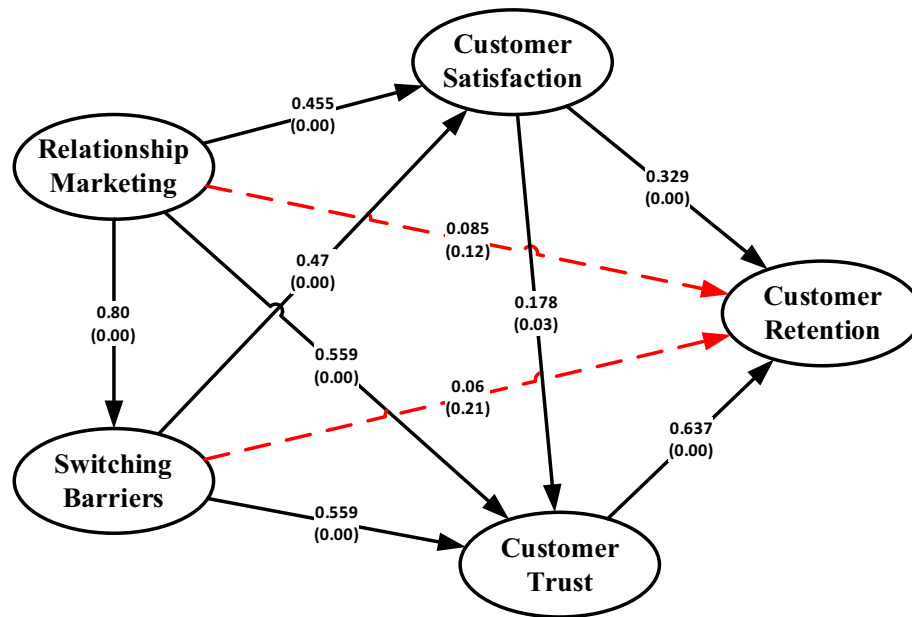 Customer
Satisfaction
0.455
(0.00)
Relationship
Marketing
0.329
(0.00)
0.085
(0.12)
0.47
(0.00)
Customer
Retention
0.80
(0.00)
0.178
(0.03)
0.559
(0.00)
0.06
(0.21)
0.637
(0.00)
Switching
Barriers
0.559
(0.00)
Customer
Trust